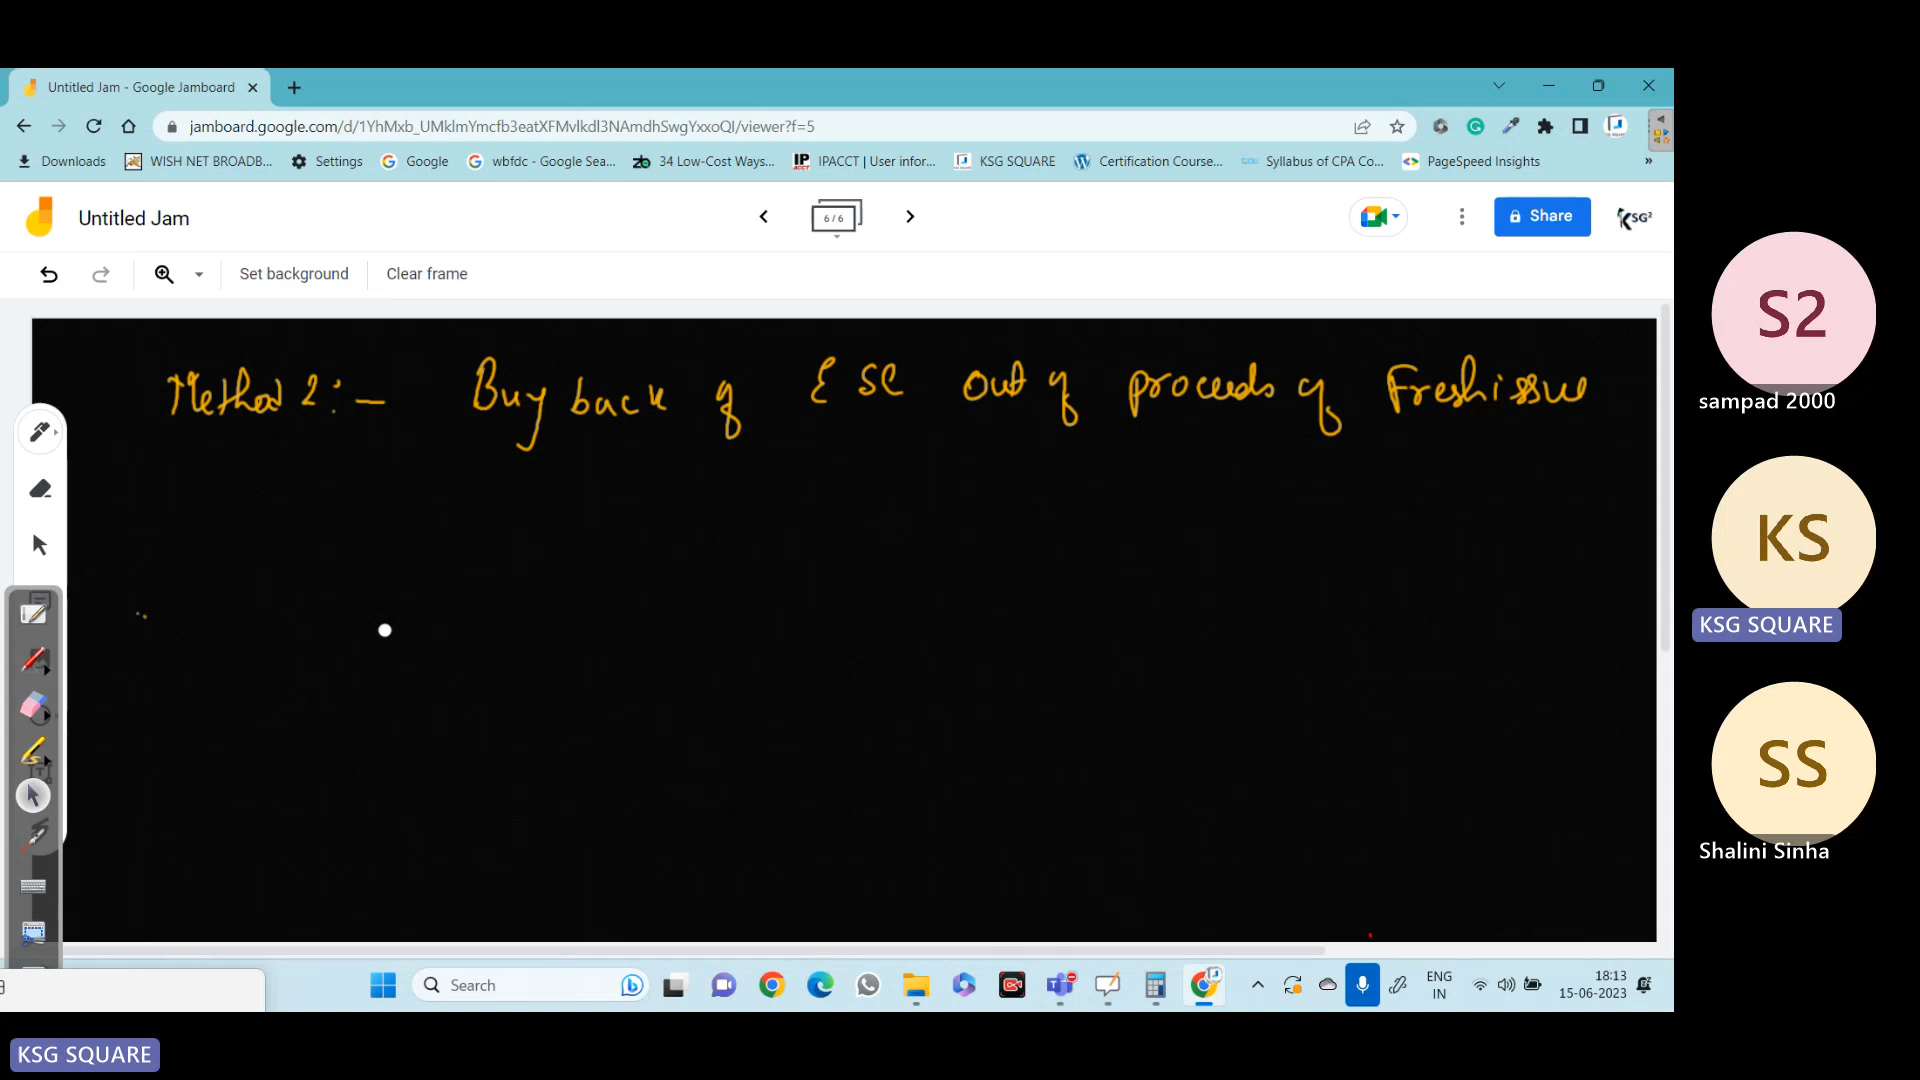 Untitled Jam - Google Jamboard
jamboard.google.com/d/1YhMxb_UMklmYmcfb3eatXFMvlkdl3NAmdhSwgYxxoQI/viewer?f=5
Downloads WISH NET BROADB... Settings Google wbfdc - Google Sea... 34 Low-Cost Ways... IPACCT | User infor... KSG SQUARE Certification Course... Syllabus of CPA Co... PageSpeed Insights »
Untitled Jam 6 / 6 Share KSG²
Set background Clear frame
Method 2:- Buy back of ESC out of proceeds of Fresh issue
S2
sampad 2000
KS
KSG SQUARE
SS
Shalini Sinha
Search ENG IN 18:13 15-06-2023
KSG SQUARE